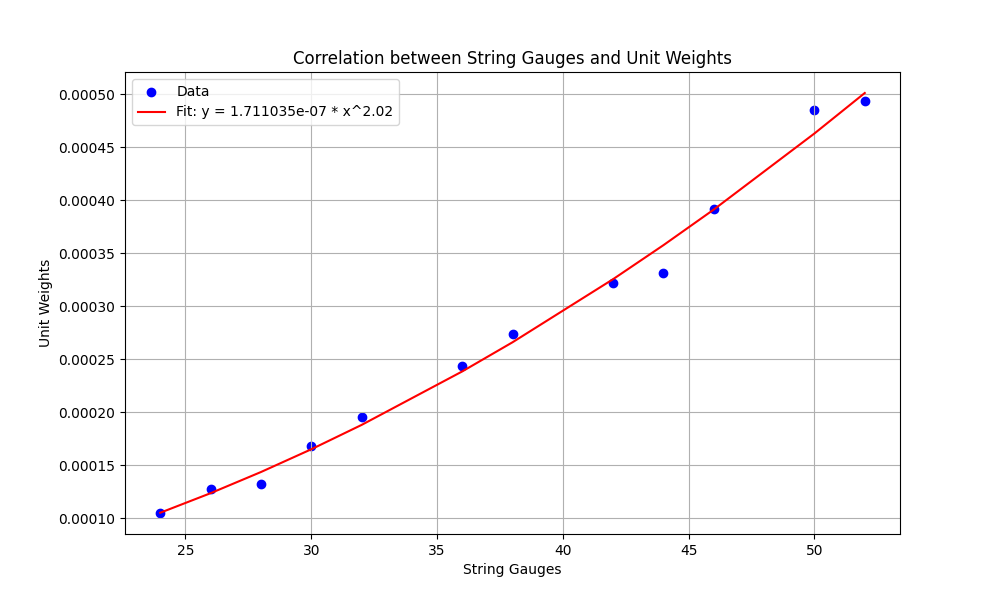 Correlation between String Gauges and Unit Weights
Data
Fit: y = 1.711035e-07 * x^2.02
0.00050
0.00045
0.00040
0.00035
0.00030
0.00025
0.00020
0.00015
0.00010
Unit Weights
25 30 35 40 45 50
String Gauges